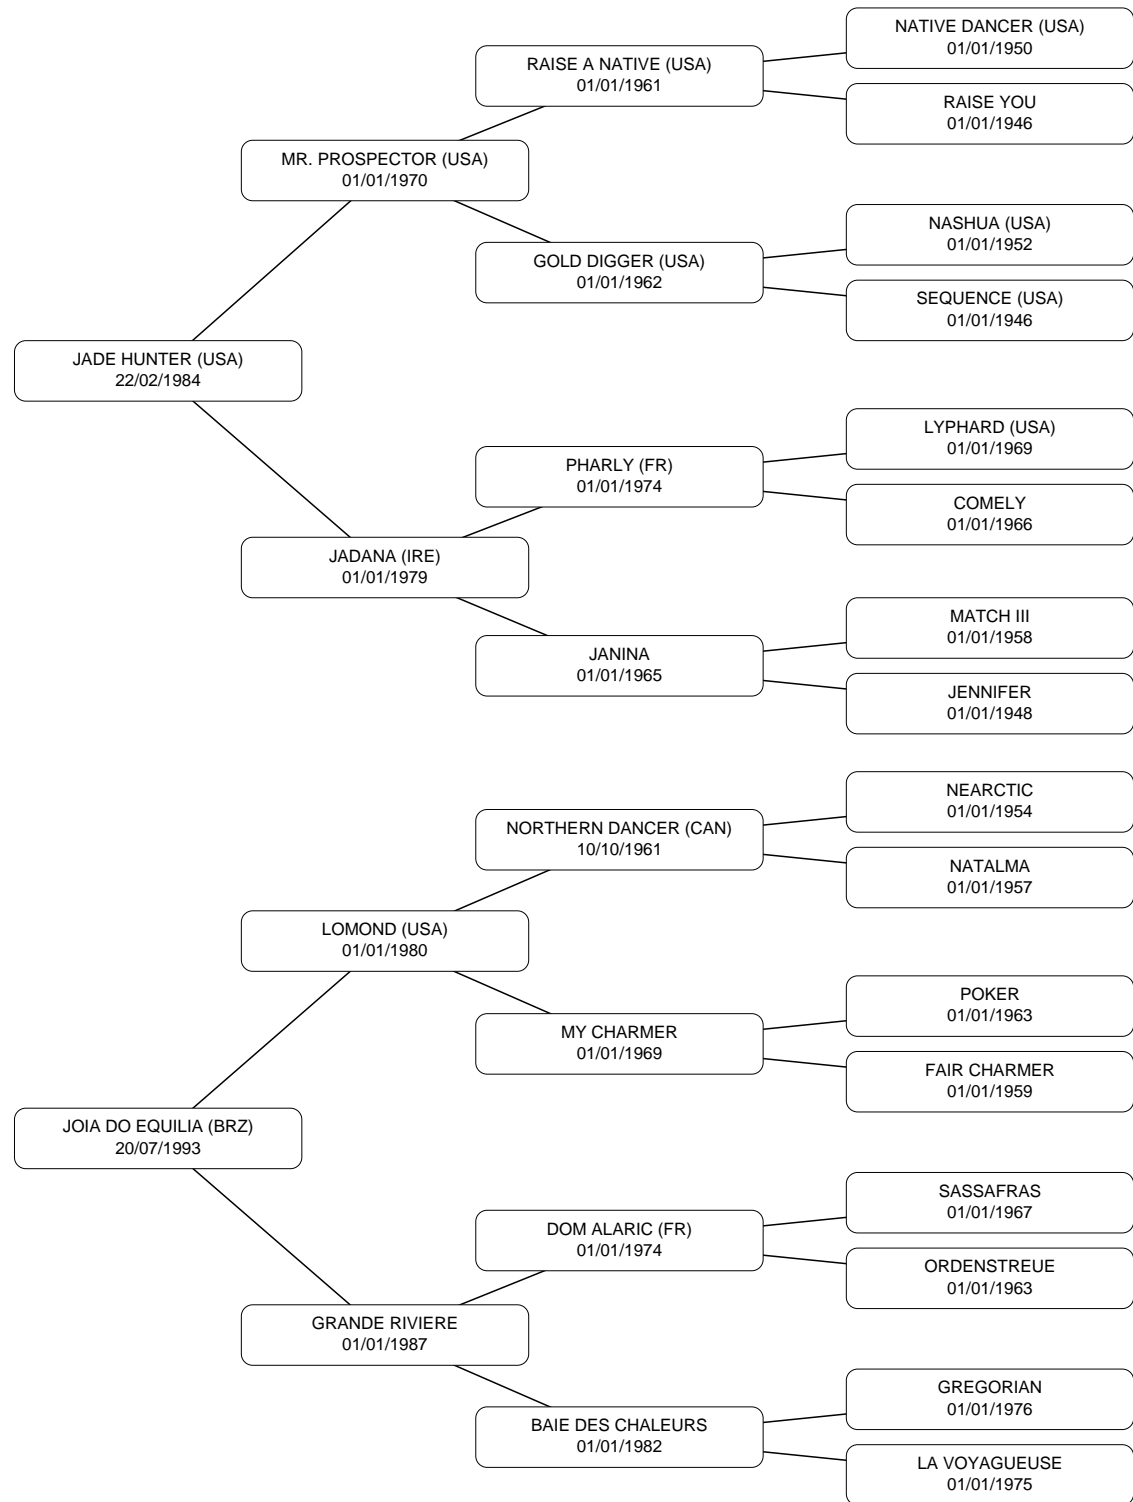 NATIVE DANCER (USA)
01/01/1950
RAISE A NATIVE (USA)
01/01/1961
RAISE YOU
01/01/1946
MR. PROSPECTOR (USA)
01/01/1970
NASHUA (USA)
01/01/1952
GOLD DIGGER (USA)
01/01/1962
SEQUENCE (USA)
01/01/1946
JADE HUNTER (USA)
22/02/1984
LYPHARD (USA)
01/01/1969
PHARLY (FR)
01/01/1974
COMELY
01/01/1966
JADANA (IRE)
01/01/1979
MATCH III
01/01/1958
JANINA
01/01/1965
JENNIFER
01/01/1948
NEARCTIC
01/01/1954
NORTHERN DANCER (CAN)
10/10/1961
NATALMA
01/01/1957
LOMOND (USA)
01/01/1980
POKER
01/01/1963
MY CHARMER
01/01/1969
FAIR CHARMER
01/01/1959
JOIA DO EQUILIA (BRZ)
20/07/1993
SASSAFRAS
01/01/1967
DOM ALARIC (FR)
01/01/1974
ORDENSTREUE
01/01/1963
GRANDE RIVIERE
01/01/1987
GREGORIAN
01/01/1976
BAIE DES CHALEURS
01/01/1982
LA VOYAGUEUSE
01/01/1975